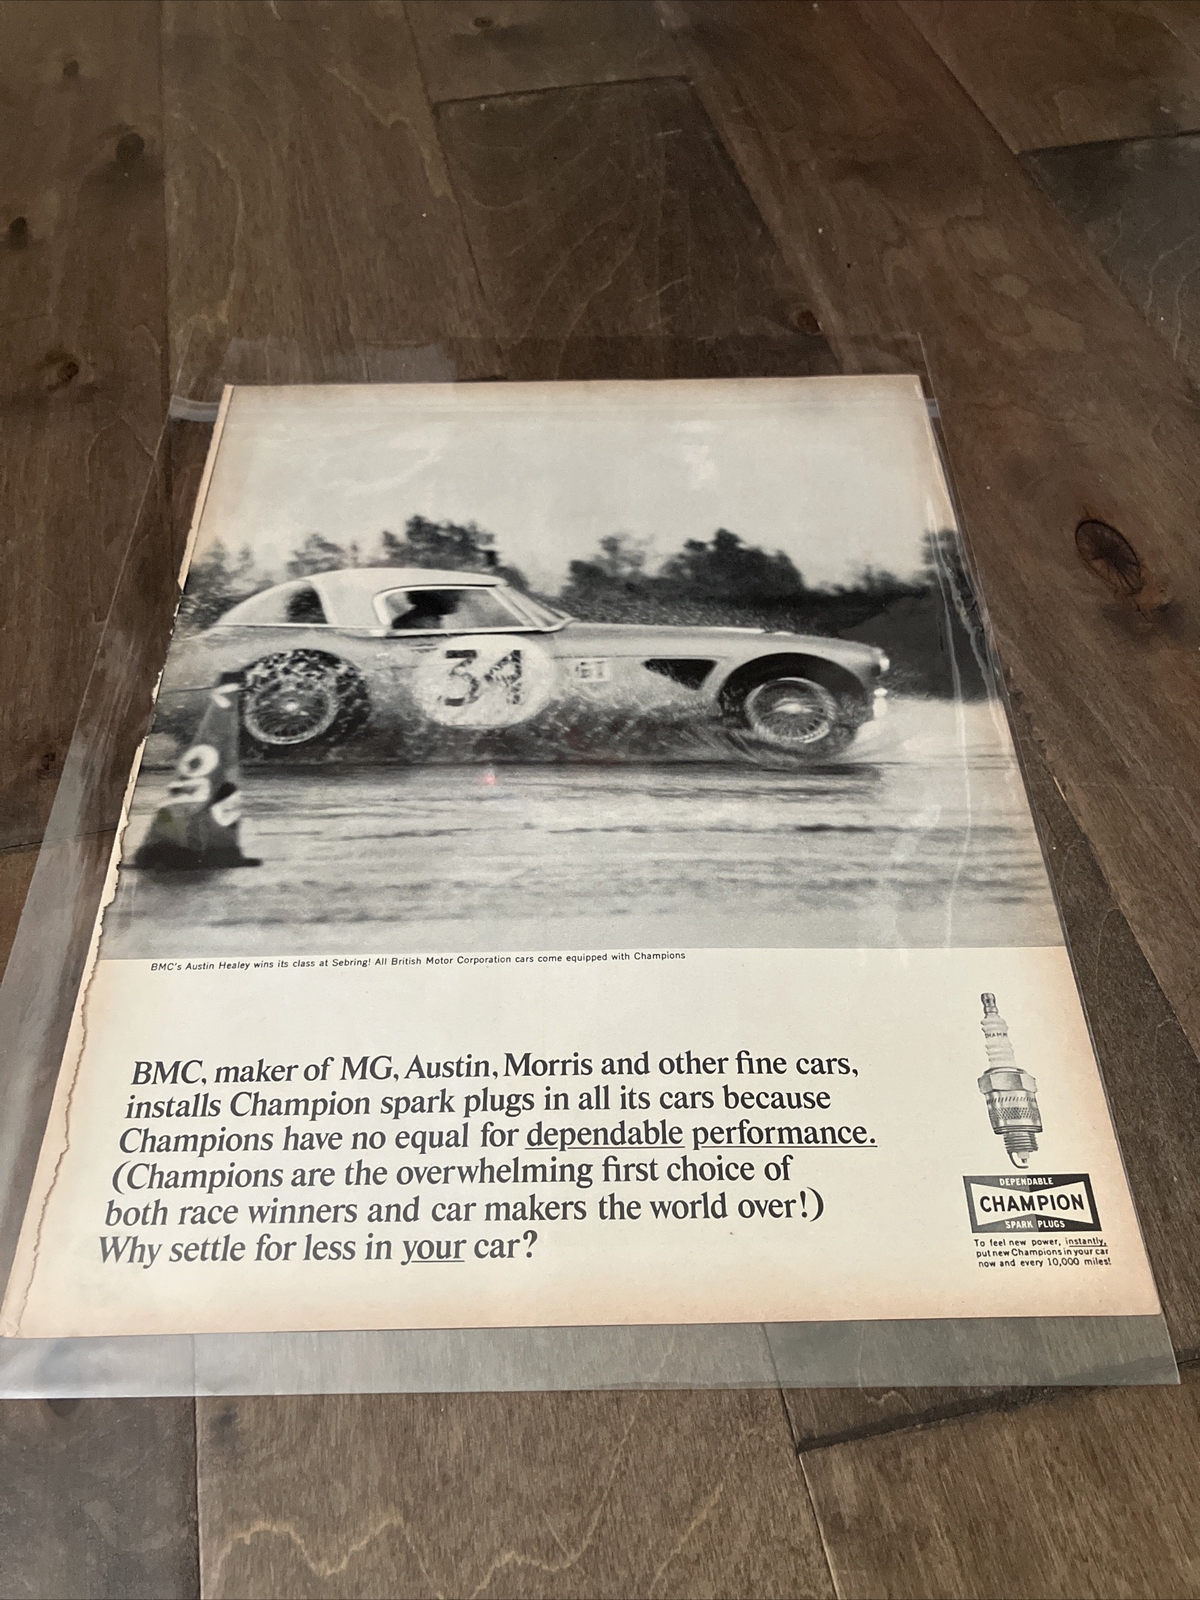 34
GT
BMC's Austin Healey wins its class at Sebring! All British Motor Corporation cars come equipped with Champions
BMC, maker of MG, Austin, Morris and other fine cars,
installs Champion spark plugs in all its cars because
Champions have no equal for dependable performance.
(Champions are the overwhelming first choice of
both race winners and car makers the world over!)
Why settle for less in your car?
DEPENDABLE
CHAMPION
SPARK PLUGS
To feel new power, instantly,
put new Champions in your car
now and every 10,000 miles!